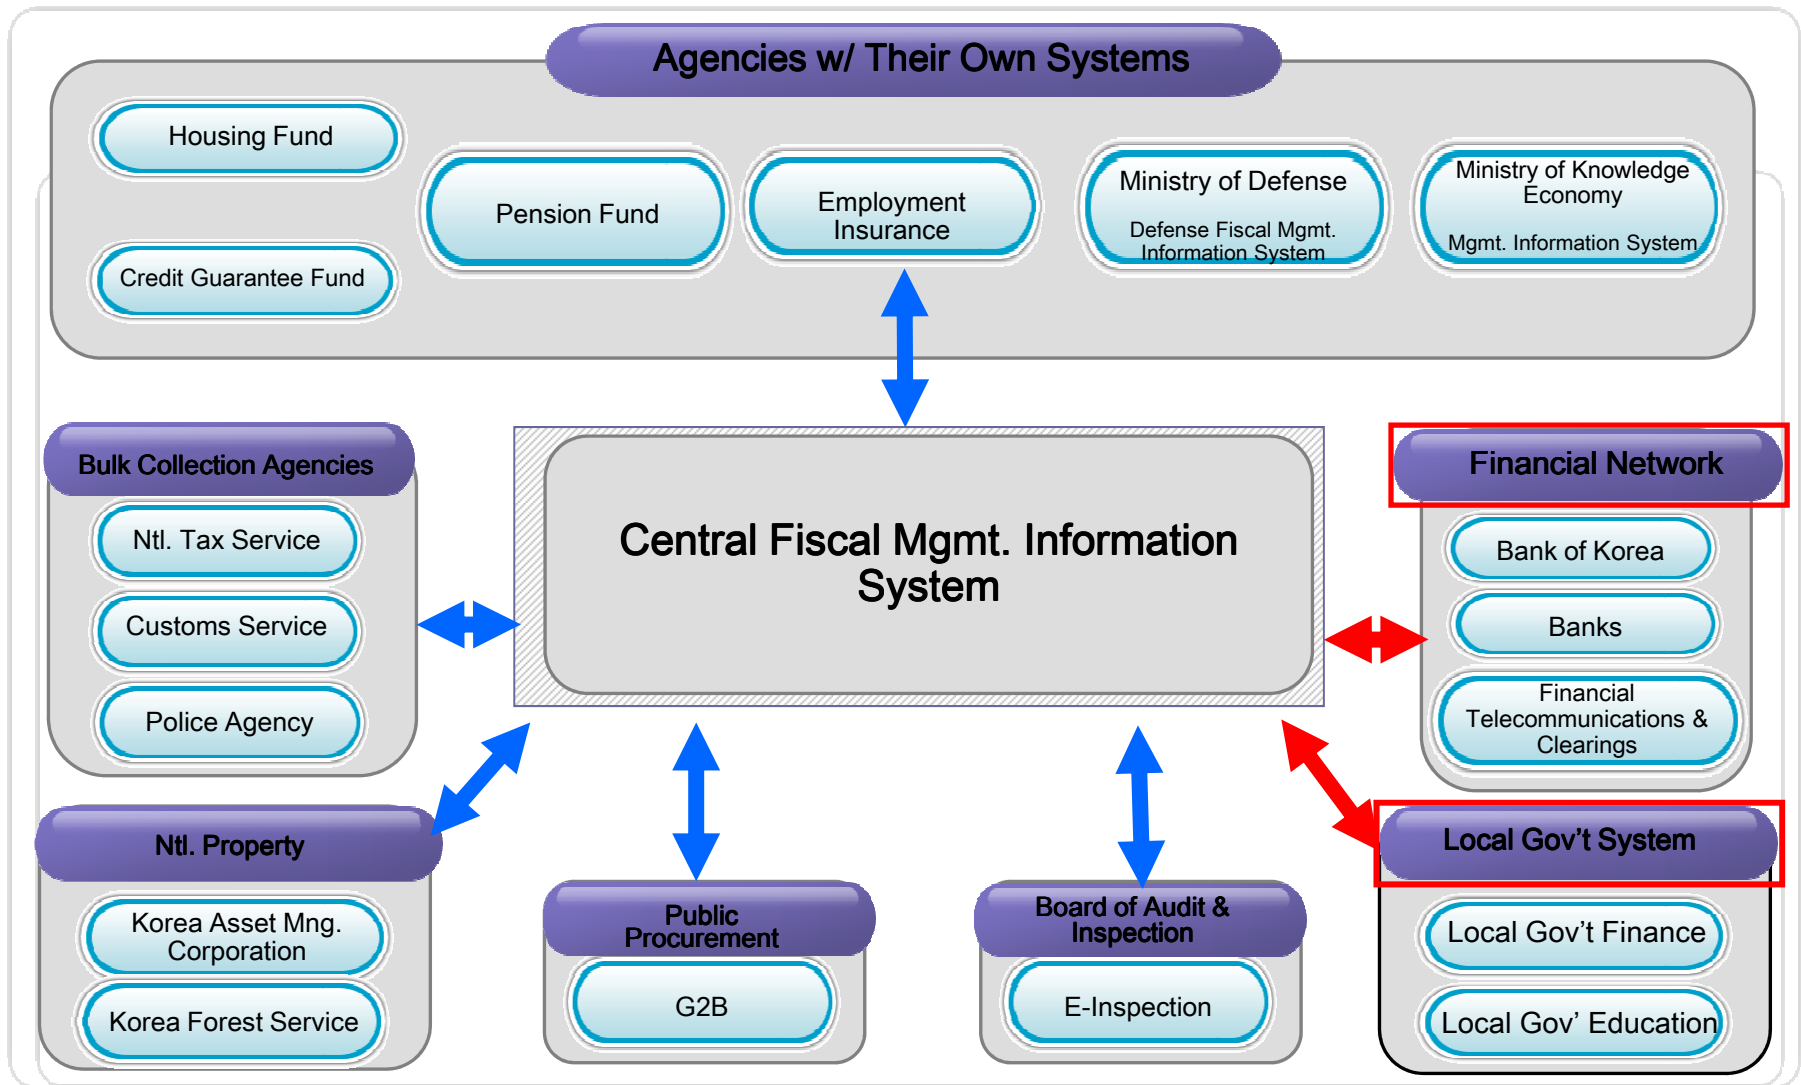 Agencies w/ Their Own Systems
Housing Fund
Credit Guarantee Fund
Pension Fund
Employment
Insurance
Ministry of Defense
Defense Fiscal Mgmt.
Information System
Ministry of Knowledge
Economy
Mgmt. Information System
Bulk Collection Agencies
Ntl. Tax Service
Customs Service
Police Agency
Central Fiscal Mgmt. Information
System
Financial Network
Bank of Korea
Banks
Financial
Telecommunications &
Clearings
Ntl. Property
Korea Asset Mng.
Corporation
Korea Forest Service
Public
Procurement
G2B
Board of Audit &
Inspection
E-Inspection
Local Gov’t System
Local Gov’t Finance
Local Gov’ Education